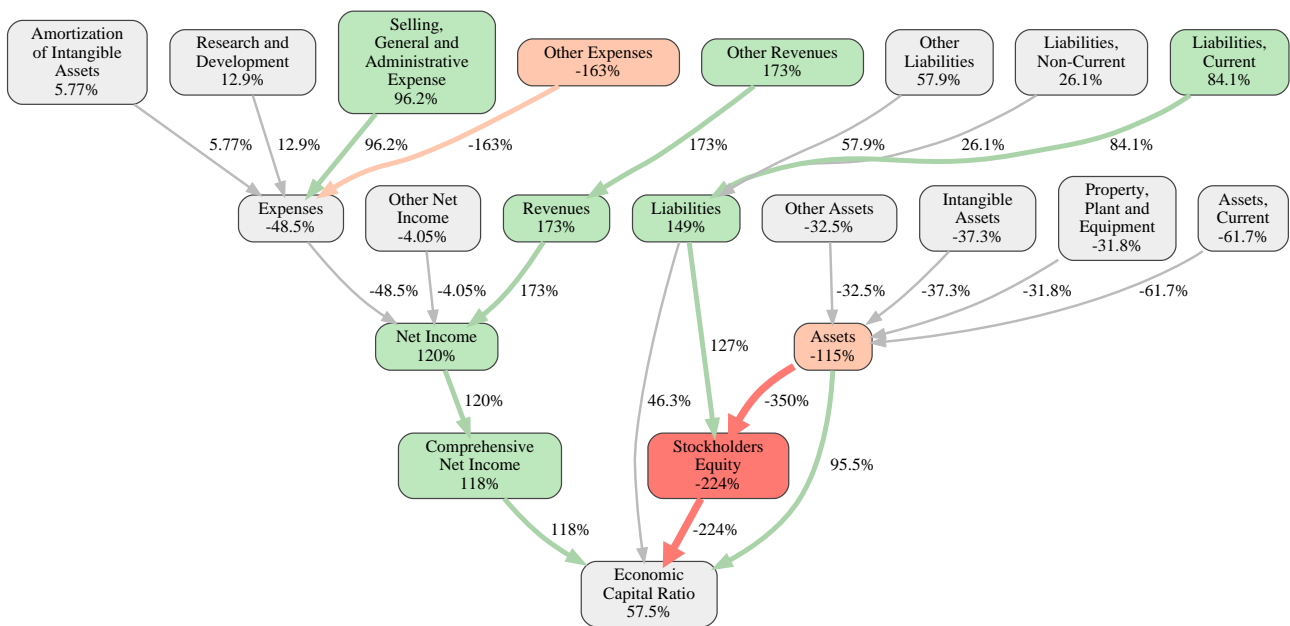 Amortization
of Intangible
Assets
5.77%
Research and
Development
12.9%
Selling,
General and
Administrative
Expense
96.2%
Other Expenses
-163%
Other Revenues
173%
Other
Liabilities
57.9%
Liabilities,
Non-Current
26.1%
Liabilities,
Current
84.1%
5.77%
12.9%
96.2%
-163%
173%
57.9%
26.1%
84.1%
Expenses
-48.5%
Other Net
Income
-4.05%
Revenues
173%
Liabilities
149%
Other Assets
-32.5%
Intangible
Assets
-37.3%
Property,
Plant and
Equipment
-31.8%
Assets,
Current
-61.7%
-48.5%
-4.05%
173%
-32.5%
-37.3%
-31.8%
-61.7%
Net Income
120%
127%
Assets
-115%
120%
46.3%
-350%
Comprehensive
Net Income
118%
Stockholders
Equity
-224%
95.5%
118%
-224%
Economic
Capital Ratio
57.5%